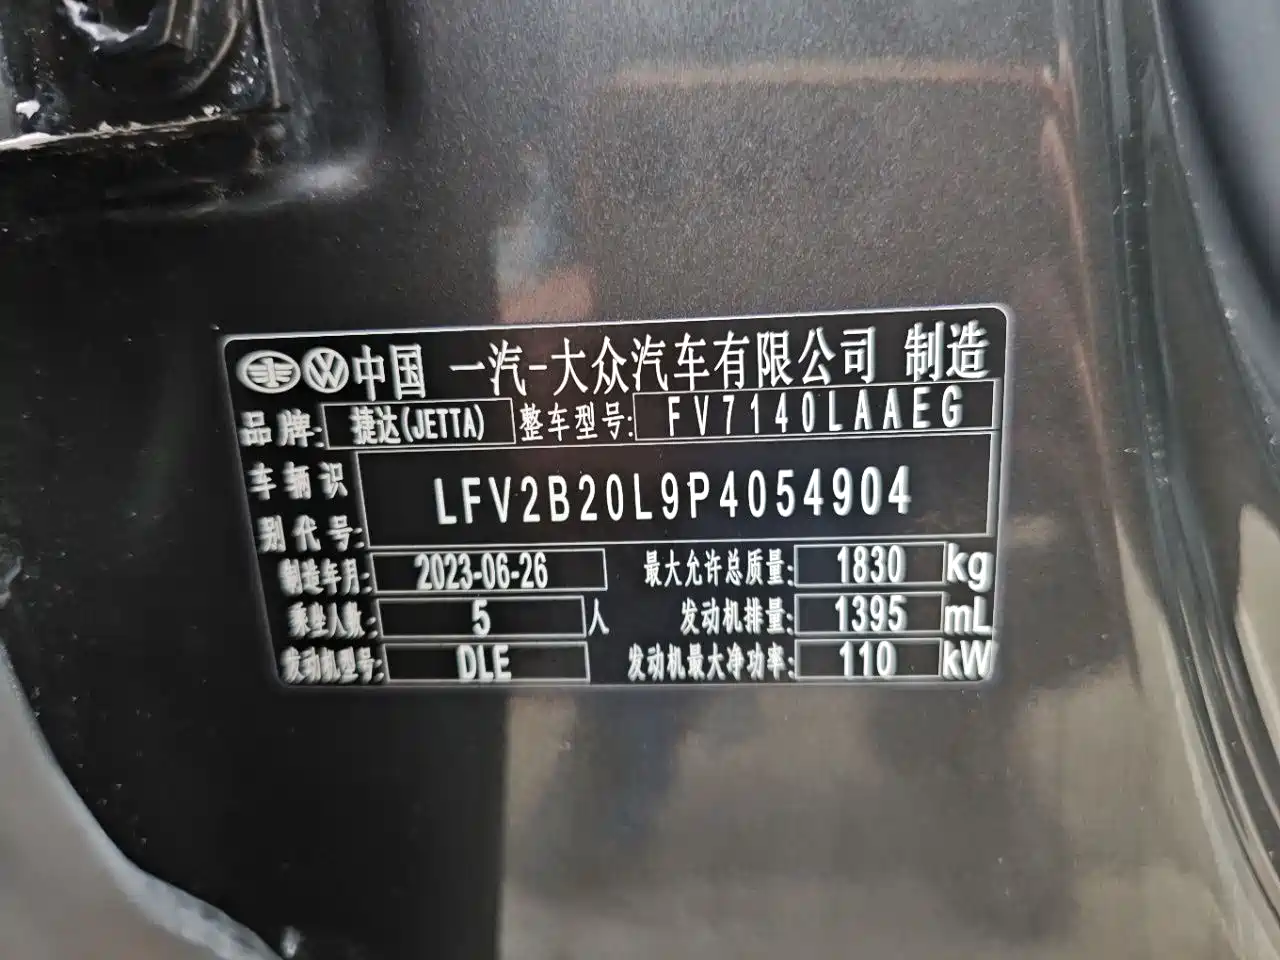 中国 一汽-大众汽车有限公司 制造
品牌: 捷达(JETTA) 整车型号: FV7140LAAEG
车辆识别代号: LFV2B20L9P4054904
制造年月: 2023-06-26 最大允许总质量: 1830 kg
乘坐人数: 5 人 发动机排量: 1395 mL
发动机型号: DLE 发动机最大净功率: 110 kW